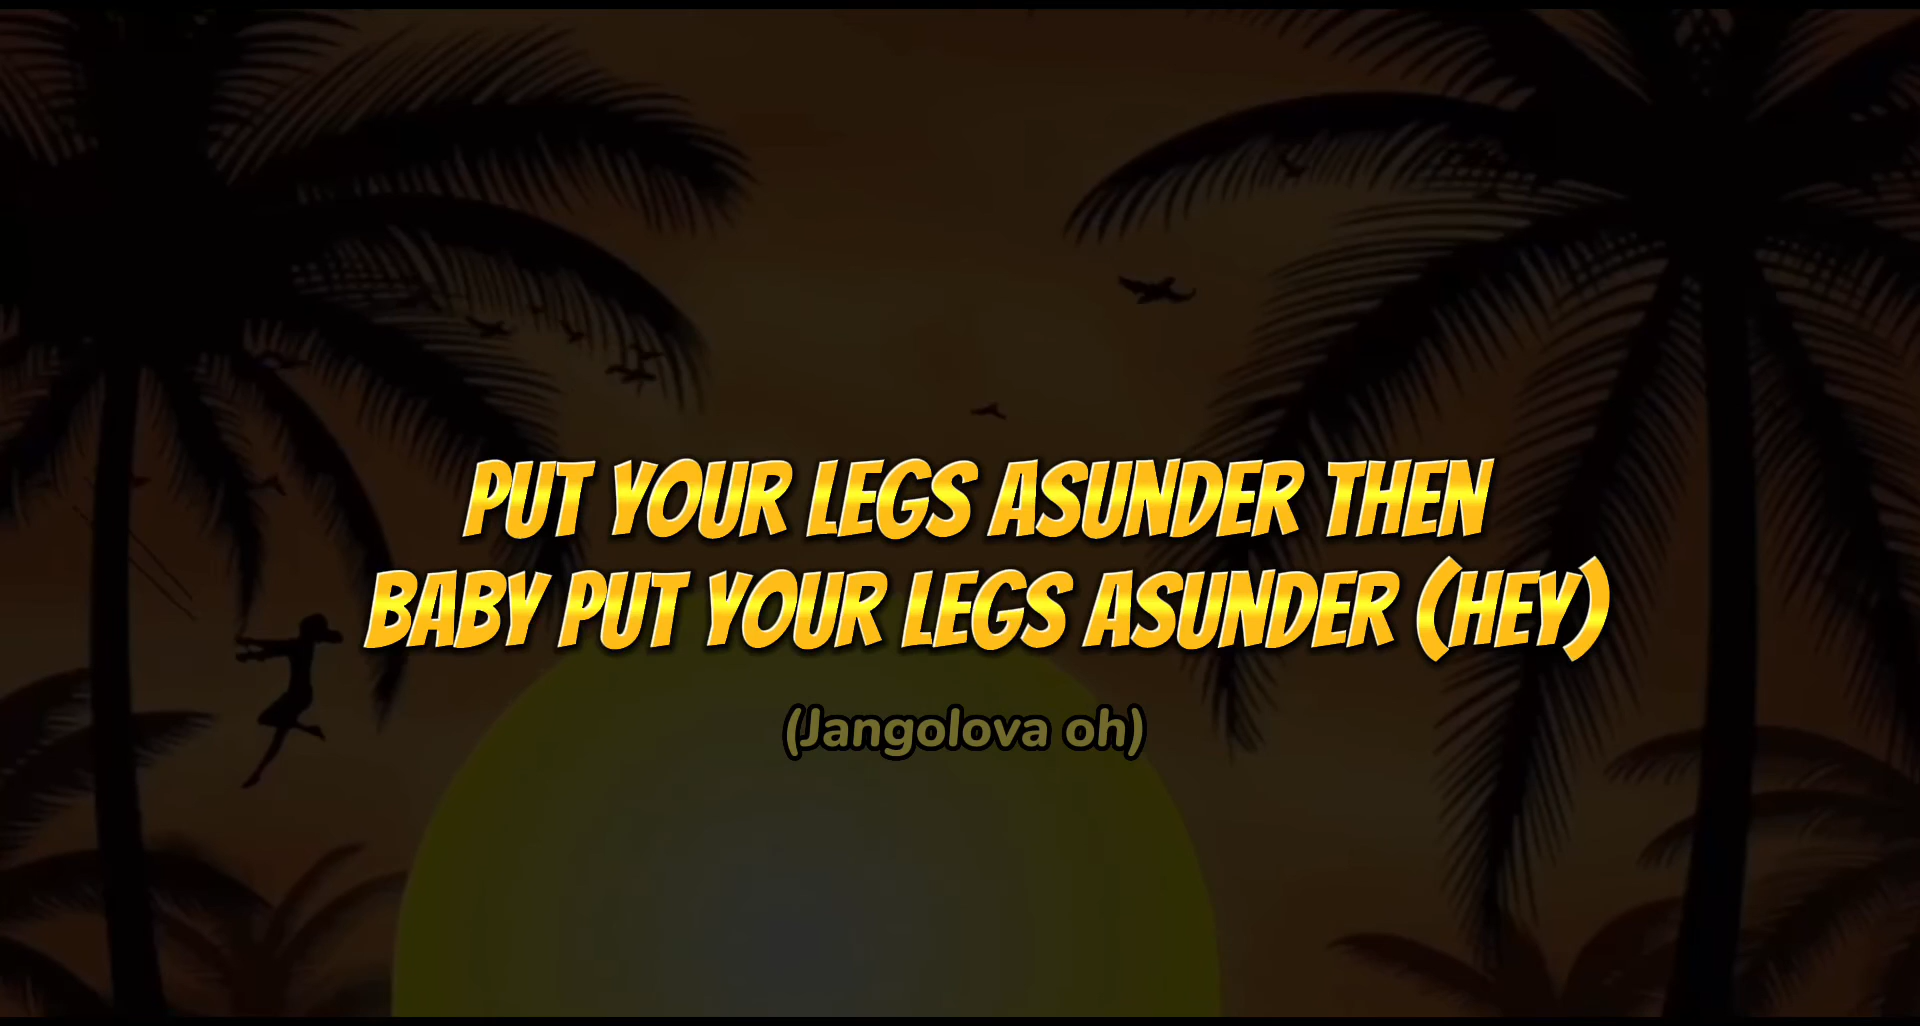 PUT YOUR LEGS ASUNDER THEN
BABY PUT YOUR LEGS ASUNDER (HEY)
(Jangolova oh)